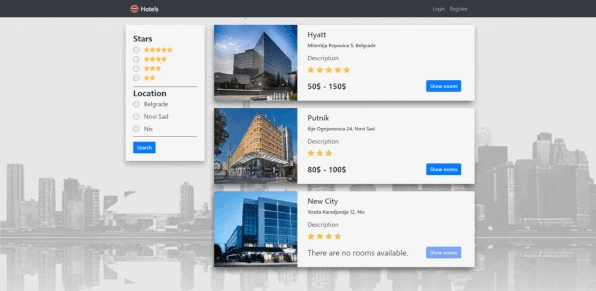 Hotels
Login Register
Stars
Location
Belgrade
Novi Sad
Nis
Search
Hyatt
Milentija Popovica 5, Belgrade
Description
50$ - 150$
Show rooms
Putnik
Ilije Ognjanovica 24, Novi Sad
Description
80$ - 100$
Show rooms
New City
Vozda Karadjordja 12, Nis
Description
There are no rooms available.
Show rooms